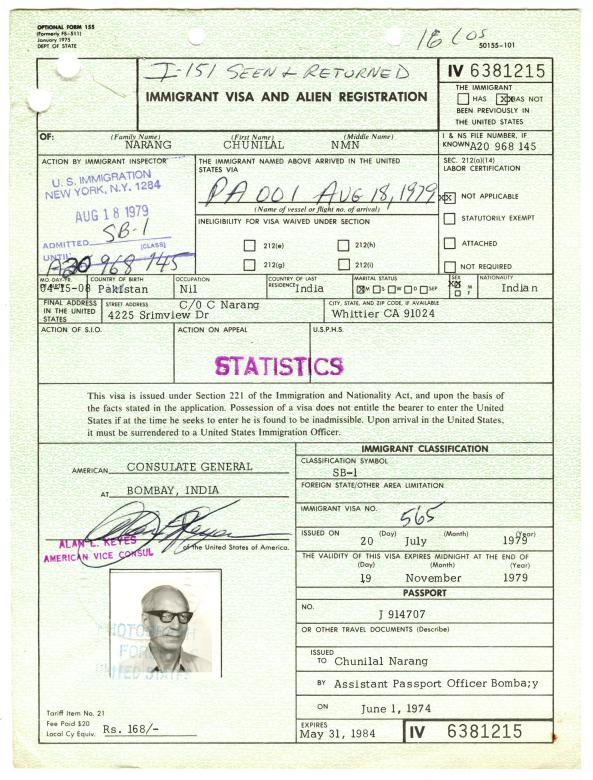 OPTIONAL FORM 155
(Formerly FS-511)
January 1975
DEPT OF STATE
50155-101
I-151 SEEN & RETURNED
IMMIGRANT VISA AND ALIEN REGISTRATION
IV 6381215
THE IMMIGRANT
HAS XX HAS NOT
BEEN PREVIOUSLY IN
THE UNITED STATES
OF: (Family Name) (First Name) (Middle Name)
NARANG CHUNILAL NMN
I & NS FILE NUMBER, IF
KNOWN A20 968 145
ACTION BY IMMIGRANT INSPECTOR
U.S. IMMIGRATION
NEW YORK, N.Y. 1284
AUG 18 1979
SB-1
ADMITTED (CLASS)
UNTIL
A20 968 145
THE IMMIGRANT NAMED ABOVE ARRIVED IN THE UNITED
STATES VIA
PA 001 AUG 18, 1979
(Name of vessel or flight no. of arrival)
INELIGIBILITY FOR VISA WAIVED UNDER SECTION
212(e) 212(h)
212(g) 212(i)
SEC. 212(a)(14)
LABOR CERTIFICATION
XX NOT APPLICABLE
STATUTORILY EXEMPT
ATTACHED
NOT REQUIRED
MO-DAY-YR.
04-15-08
COUNTRY OF BIRTH
Pakistan
OCCUPATION
Nil
COUNTRY OF LAST
RESIDENCE India
MARITAL STATUS
M S W D SEP
SEX
XX M
F
NATIONALITY
Indian
FINAL ADDRESS
IN THE UNITED
STATES
STREET ADDRESS C/0 C Narang
4225 Srimview Dr
CITY, STATE, AND ZIP CODE, IF AVAILABLE
Whittier CA 91024
ACTION OF S.I.O.
ACTION ON APPEAL
U.S.P.H.S.
STATISTICS
This visa is issued under Section 221 of the Immigration and Nationality Act, and upon the basis of
the facts stated in the application. Possession of a visa does not entitle the bearer to enter the United
States if at the time he seeks to enter he is found to be inadmissible. Upon arrival in the United States,
it must be surrendered to a United States Immigration Officer.
AMERICAN CONSULATE GENERAL
AT BOMBAY, INDIA
ALAN L. KEYES
AMERICAN VICE CONSUL
of the United States of America.
UNITED STATES
Tariff Item No. 21
Fee Paid $20
Local Cy Equiv. Rs. 168/-
IMMIGRANT CLASSIFICATION
CLASSIFICATION SYMBOL
SB-1
FOREIGN STATE/OTHER AREA LIMITATION
IMMIGRANT VISA NO. 565
ISSUED ON (Day) (Month) (Year)
20 July 1979
THE VALIDITY OF THIS VISA EXPIRES MIDNIGHT AT THE END OF
(Day) (Month) (Year)
19 November 1979
PASSPORT
NO.
J 914707
OR OTHER TRAVEL DOCUMENTS (Describe)
ISSUED
TO Chunilal Narang
BY Assistant Passport Officer Bomba;y
ON June 1, 1974
EXPIRES
May 31, 1984
IV 6381215